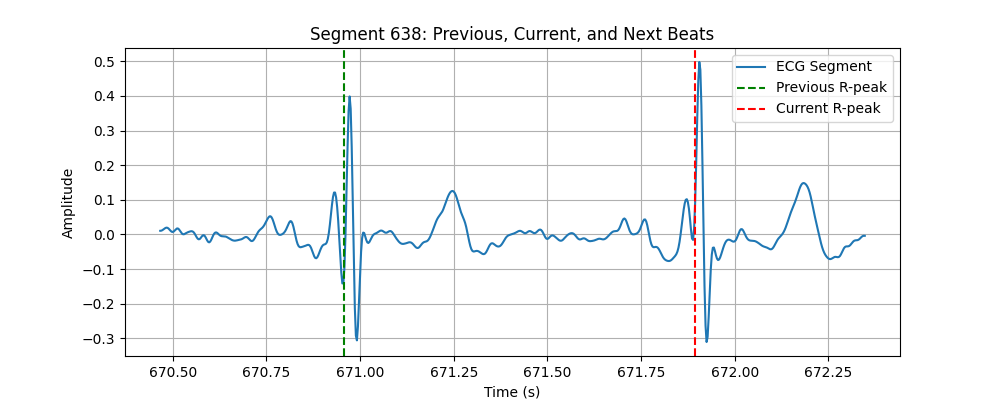 Segment 638: Previous, Current, and Next Beats
ECG Segment
Previous R-peak
Current R-peak
Amplitude
0.5
0.4
0.3
0.2
0.1
0.0
−0.1
−0.2
−0.3
670.50 670.75 671.00 671.25 671.50 671.75 672.00 672.25
Time (s)